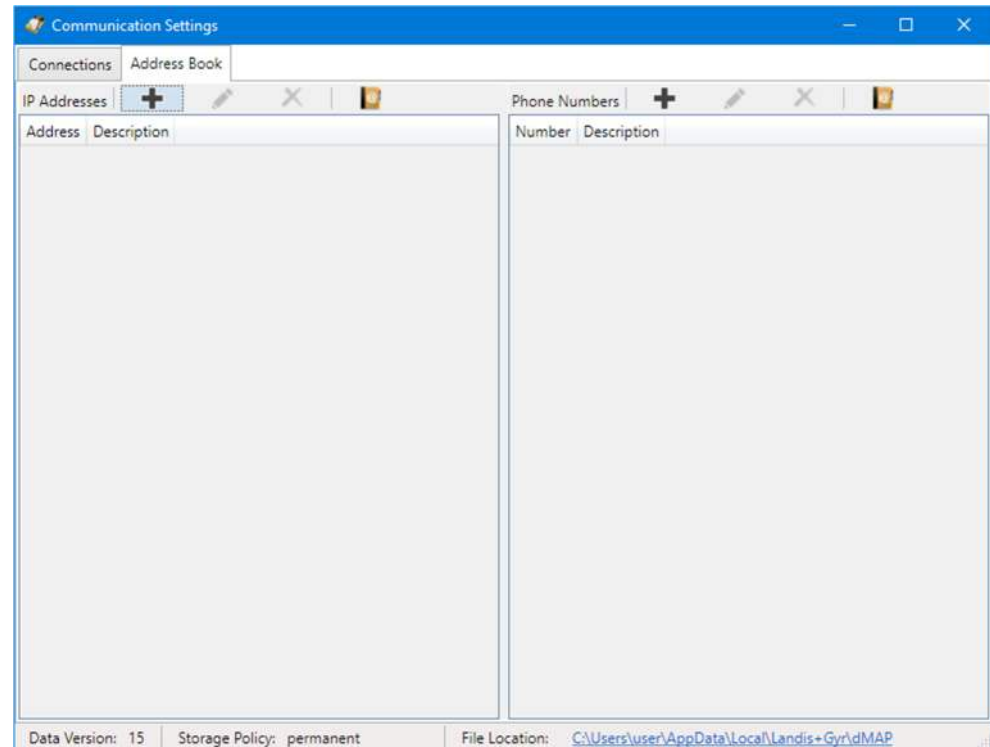 Communication Settings
Connections Address Book
IP Addresses Phone Numbers
Address Description Number Description
Data Version: 15 Storage Policy: permanent File Location: C:\Users\user\AppData\Local\Landis+Gyr\dMAP